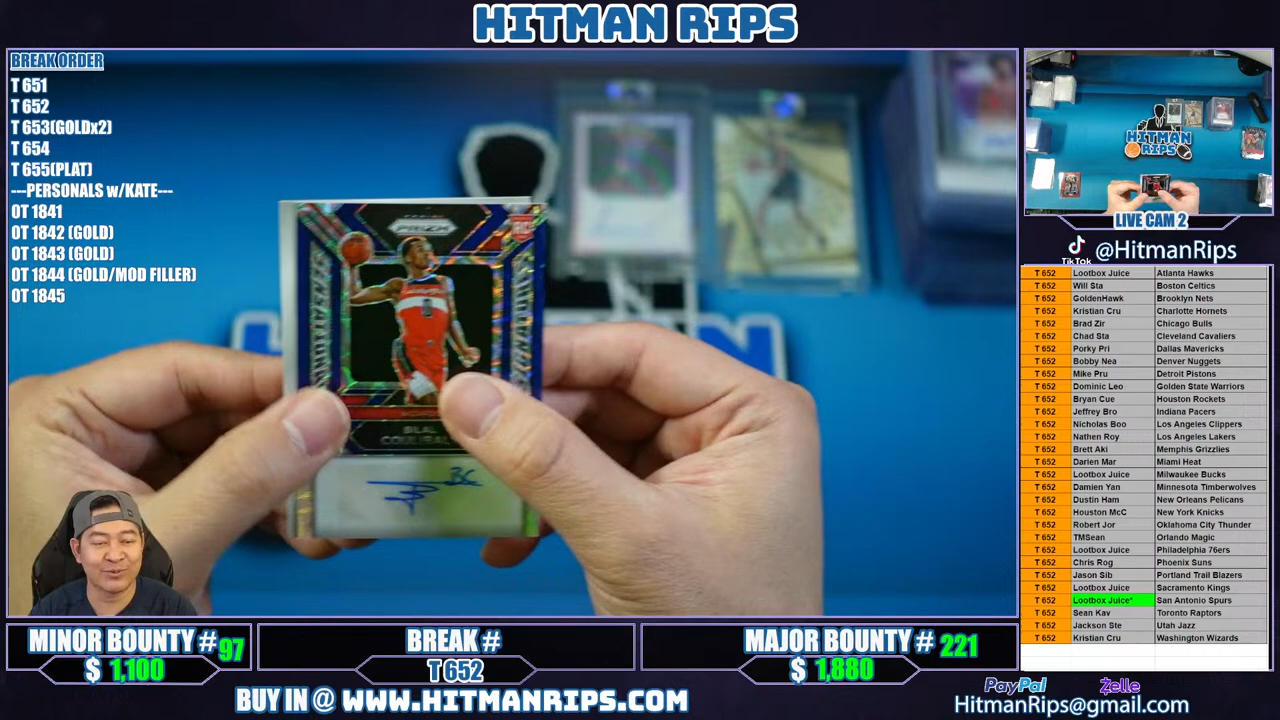 HITMAN RIPS
BREAK ORDER
T 651
T 652
T 653(GOLDx2)
T 654
T 655(PLAT)
---PERSONALS w/KATE---
OT 1841
OT 1842 (GOLD)
OT 1843 (GOLD)
OT 1844 (GOLD/MOD FILLER)
OT 1845
PRIZM
RC
BILAL
BC
HITMAN
RIPS
LIVE CAM 2
TikTok
@HitmanRips
T 652 Lootbox Juice Atlanta Hawks
T 652 Will Sta Boston Celtics
T 652 GoldenHawk Brooklyn Nets
T 652 Kristian Cru Charlotte Hornets
T 652 Brad Zir Chicago Bulls
T 652 Chad Sta Cleveland Cavaliers
T 652 Porky Pri Dallas Mavericks
T 652 Bobby Nea Denver Nuggets
T 652 Mike Pru Detroit Pistons
T 652 Dominic Leo Golden State Warriors
T 652 Bryan Cue Houston Rockets
T 652 Jeffrey Bro Indiana Pacers
T 652 Nicholas Boo Los Angeles Clippers
T 652 Nathen Roy Los Angeles Lakers
T 652 Brett Aki Memphis Grizzlies
T 652 Darien Mar Miami Heat
T 652 Lootbox Juice Milwaukee Bucks
T 652 Damien Yan Minnesota Timberwolves
T 652 Dustin Ham New Orleans Pelicans
T 652 Houston McC New York Knicks
T 652 Robert Jor Oklahoma City Thunder
T 652 TMSean Orlando Magic
T 652 Lootbox Juice Philadelphia 76ers
T 652 Chris Rog Phoenix Suns
T 652 Jason Sib Portland Trail Blazers
T 652 Lootbox Juice Sacramento Kings
T 652 Lootbox Juice* San Antonio Spurs
T 652 Sean Kav Toronto Raptors
T 652 Jackson Ste Utah Jazz
T 652 Kristian Cru Washington Wizards
MINOR BOUNTY # 97
$ 1,100
BREAK #
T 652
MAJOR BOUNTY # 221
$ 1,880
BUY IN @ WWW.HITMANRIPS.COM
PayPal Zelle
HitmanRips@gmail.com